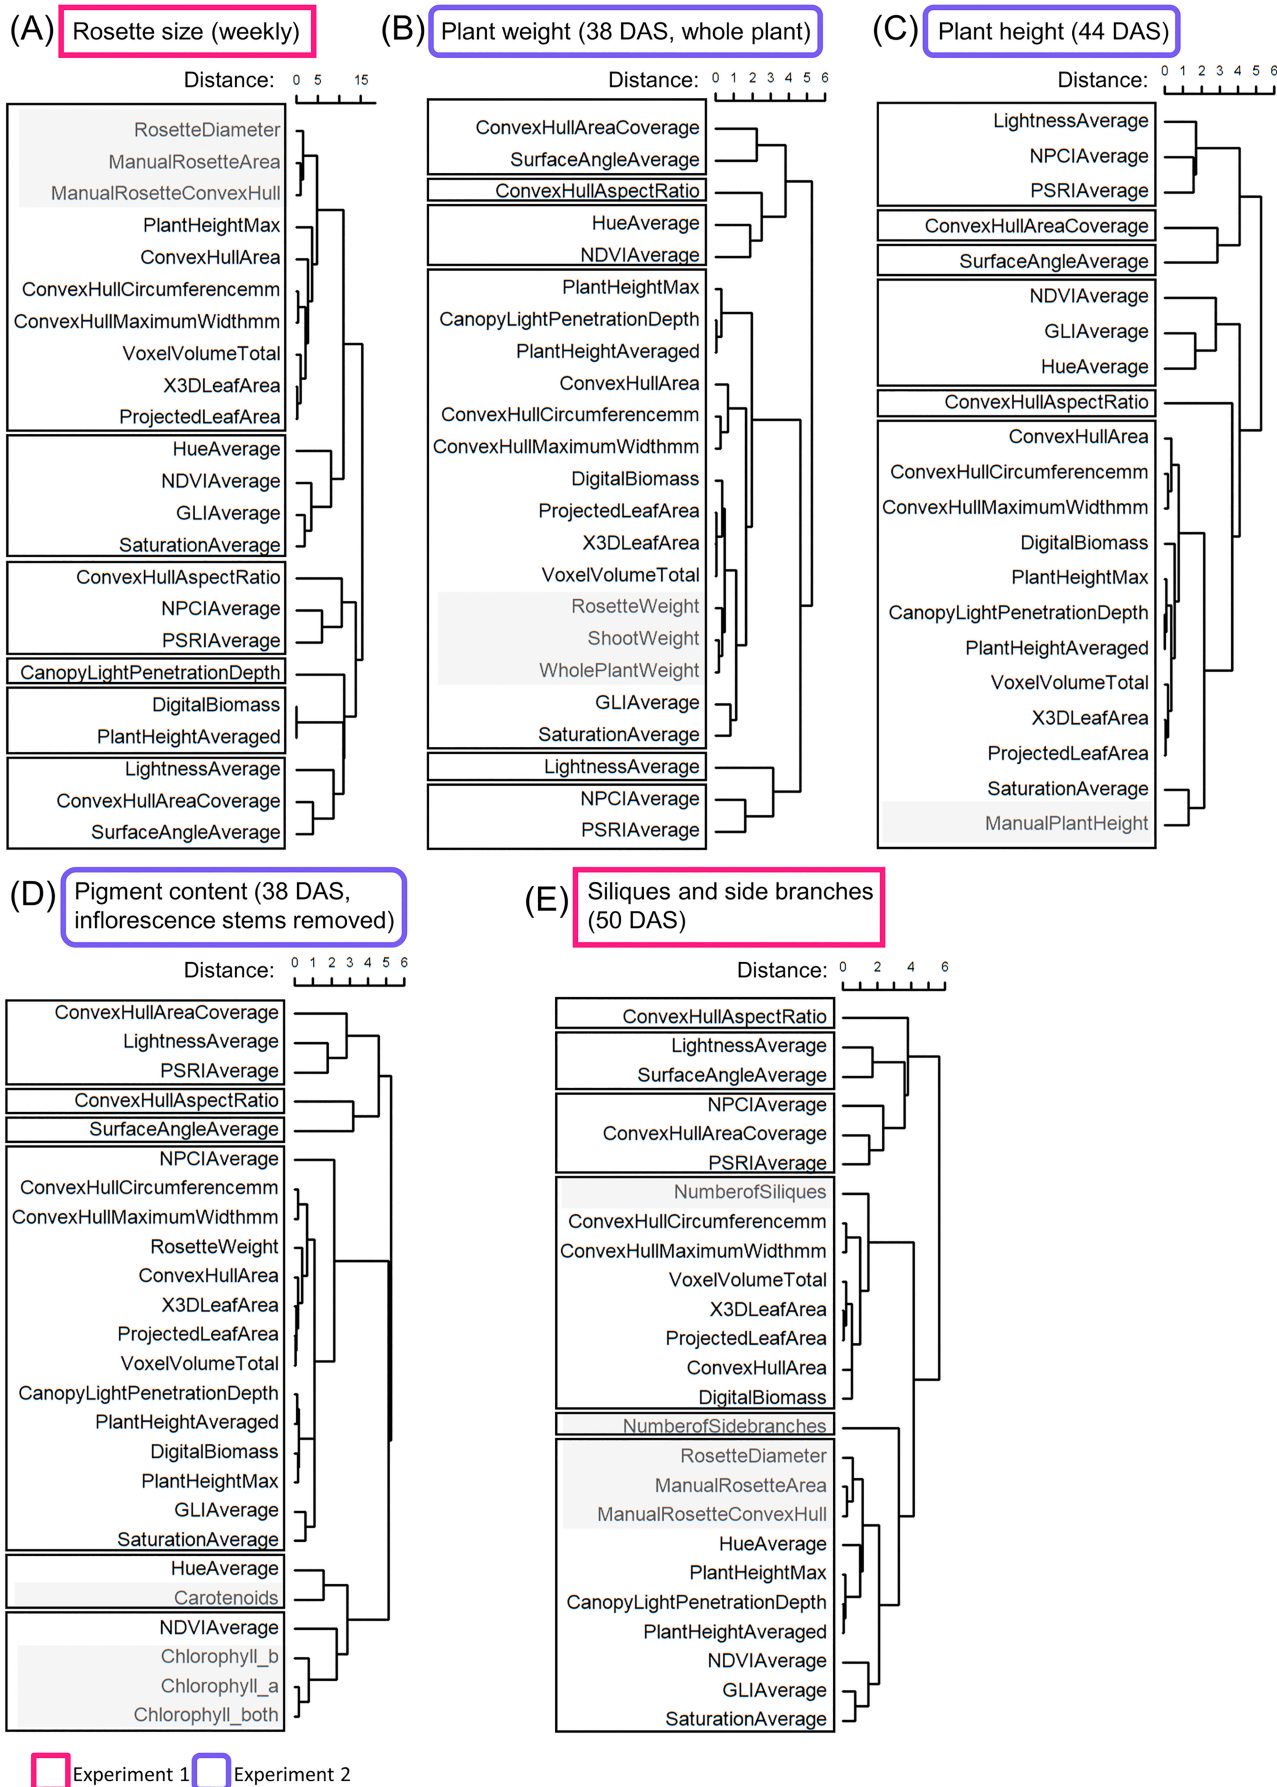 (A) Rosette size (weekly)
Distance: 0 5 15
RosetteDiameter
ManualRosetteArea
ManualRosetteConvexHull
PlantHeightMax
ConvexHullArea
ConvexHullCircumferencemm
ConvexHullMaximumWidthmm
VoxelVolumeTotal
X3DLeafArea
ProjectedLeafArea
HueAverage
NDVIAverage
GLIAverage
SaturationAverage
ConvexHullAspectRatio
NPCIAverage
PSRIAverage
CanopyLightPenetrationDepth
DigitalBiomass
PlantHeightAveraged
LightnessAverage
ConvexHullAreaCoverage
SurfaceAngleAverage
(B) Plant weight (38 DAS, whole plant)
Distance: 0 1 2 3 4 5 6
ConvexHullAreaCoverage
SurfaceAngleAverage
ConvexHullAspectRatio
HueAverage
NDVIAverage
PlantHeightMax
CanopyLightPenetrationDepth
PlantHeightAveraged
ConvexHullArea
ConvexHullCircumferencemm
ConvexHullMaximumWidthmm
DigitalBiomass
ProjectedLeafArea
X3DLeafArea
VoxelVolumeTotal
RosetteWeight
ShootWeight
WholePlantWeight
GLIAverage
SaturationAverage
LightnessAverage
NPCIAverage
PSRIAverage
(C) Plant height (44 DAS)
Distance: 0 1 2 3 4 5 6
LightnessAverage
NPCIAverage
PSRIAverage
ConvexHullAreaCoverage
SurfaceAngleAverage
NDVIAverage
GLIAverage
HueAverage
ConvexHullAspectRatio
ConvexHullArea
ConvexHullCircumferencemm
ConvexHullMaximumWidthmm
DigitalBiomass
PlantHeightMax
CanopyLightPenetrationDepth
PlantHeightAveraged
VoxelVolumeTotal
X3DLeafArea
ProjectedLeafArea
SaturationAverage
ManualPlantHeight
(D) Pigment content (38 DAS,
inflorescence stems removed)
Distance: 0 1 2 3 4 5 6
ConvexHullAreaCoverage
LightnessAverage
PSRIAverage
ConvexHullAspectRatio
SurfaceAngleAverage
NPCIAverage
ConvexHullCircumferencemm
ConvexHullMaximumWidthmm
RosetteWeight
ConvexHullArea
X3DLeafArea
ProjectedLeafArea
VoxelVolumeTotal
CanopyLightPenetrationDepth
PlantHeightAveraged
DigitalBiomass
PlantHeightMax
GLIAverage
SaturationAverage
HueAverage
Carotenoids
NDVIAverage
Chlorophyll_b
Chlorophyll_a
Chlorophyll_both
(E) Siliques and side branches
(50 DAS)
Distance: 0 2 4 6
ConvexHullAspectRatio
LightnessAverage
SurfaceAngleAverage
NPCIAverage
ConvexHullAreaCoverage
PSRIAverage
NumberofSiliques
ConvexHullCircumferencemm
ConvexHullMaximumWidthmm
VoxelVolumeTotal
X3DLeafArea
ProjectedLeafArea
ConvexHullArea
DigitalBiomass
NumberofSidebranches
RosetteDiameter
ManualRosetteArea
ManualRosetteConvexHull
HueAverage
PlantHeightMax
CanopyLightPenetrationDepth
PlantHeightAveraged
NDVIAverage
GLIAverage
SaturationAverage
Experiment 1 Experiment 2